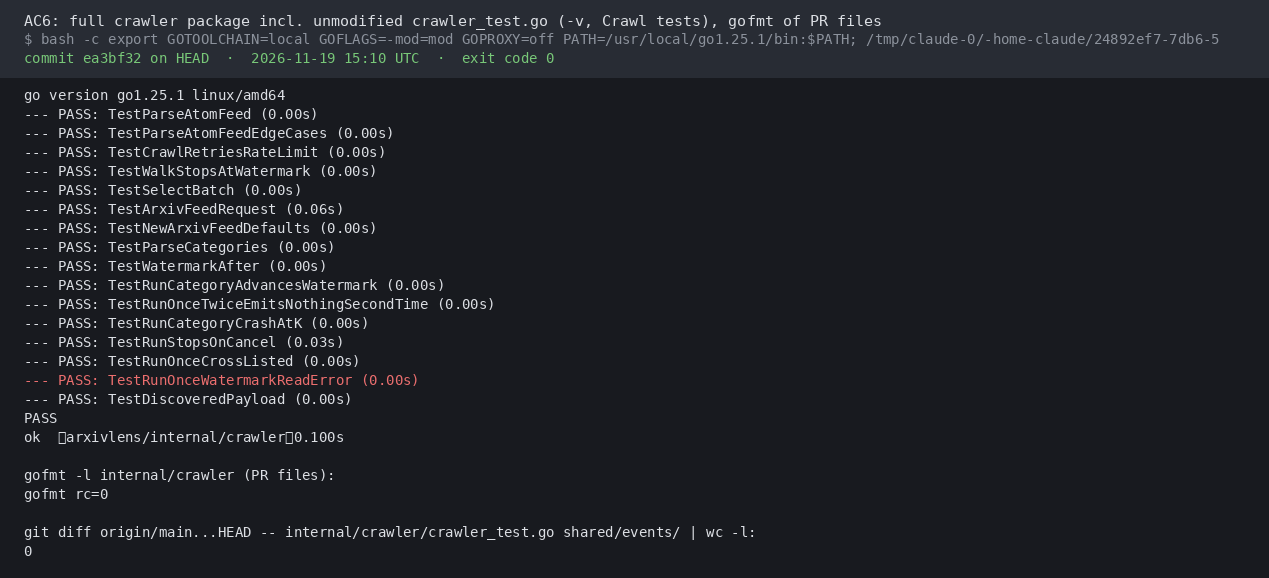 AC6: full crawler package incl. unmodified crawler_test.go (-v, Crawl tests), gofmt of PR files
$ bash -c export GOTOOLCHAIN=local GOFLAGS=-mod=mod GOPROXY=off PATH=/usr/local/go1.25.1/bin:$PATH; /tmp/claude-0/-home-claude/24892ef7-7db6-5
commit ea3bf32 on HEAD · 2026-11-19 15:10 UTC · exit code 0
go version go1.25.1 linux/amd64
--- PASS: TestParseAtomFeed (0.00s)
--- PASS: TestParseAtomFeedEdgeCases (0.00s)
--- PASS: TestCrawlRetriesRateLimit (0.00s)
--- PASS: TestWalkStopsAtWatermark (0.00s)
--- PASS: TestSelectBatch (0.00s)
--- PASS: TestArxivFeedRequest (0.06s)
--- PASS: TestNewArxivFeedDefaults (0.00s)
--- PASS: TestParseCategories (0.00s)
--- PASS: TestWatermarkAfter (0.00s)
--- PASS: TestRunCategoryAdvancesWatermark (0.00s)
--- PASS: TestRunOnceTwiceEmitsNothingSecondTime (0.00s)
--- PASS: TestRunCategoryCrashAtK (0.00s)
--- PASS: TestRunStopsOnCancel (0.03s)
--- PASS: TestRunOnceCrossListed (0.00s)
--- PASS: TestRunOnceWatermarkReadError (0.00s)
--- PASS: TestDiscoveredPayload (0.00s)
PASS
ok arxivlens/internal/crawler 0.100s
gofmt -l internal/crawler (PR files):
gofmt rc=0
git diff origin/main...HEAD -- internal/crawler/crawler_test.go shared/events/ | wc -l:
0